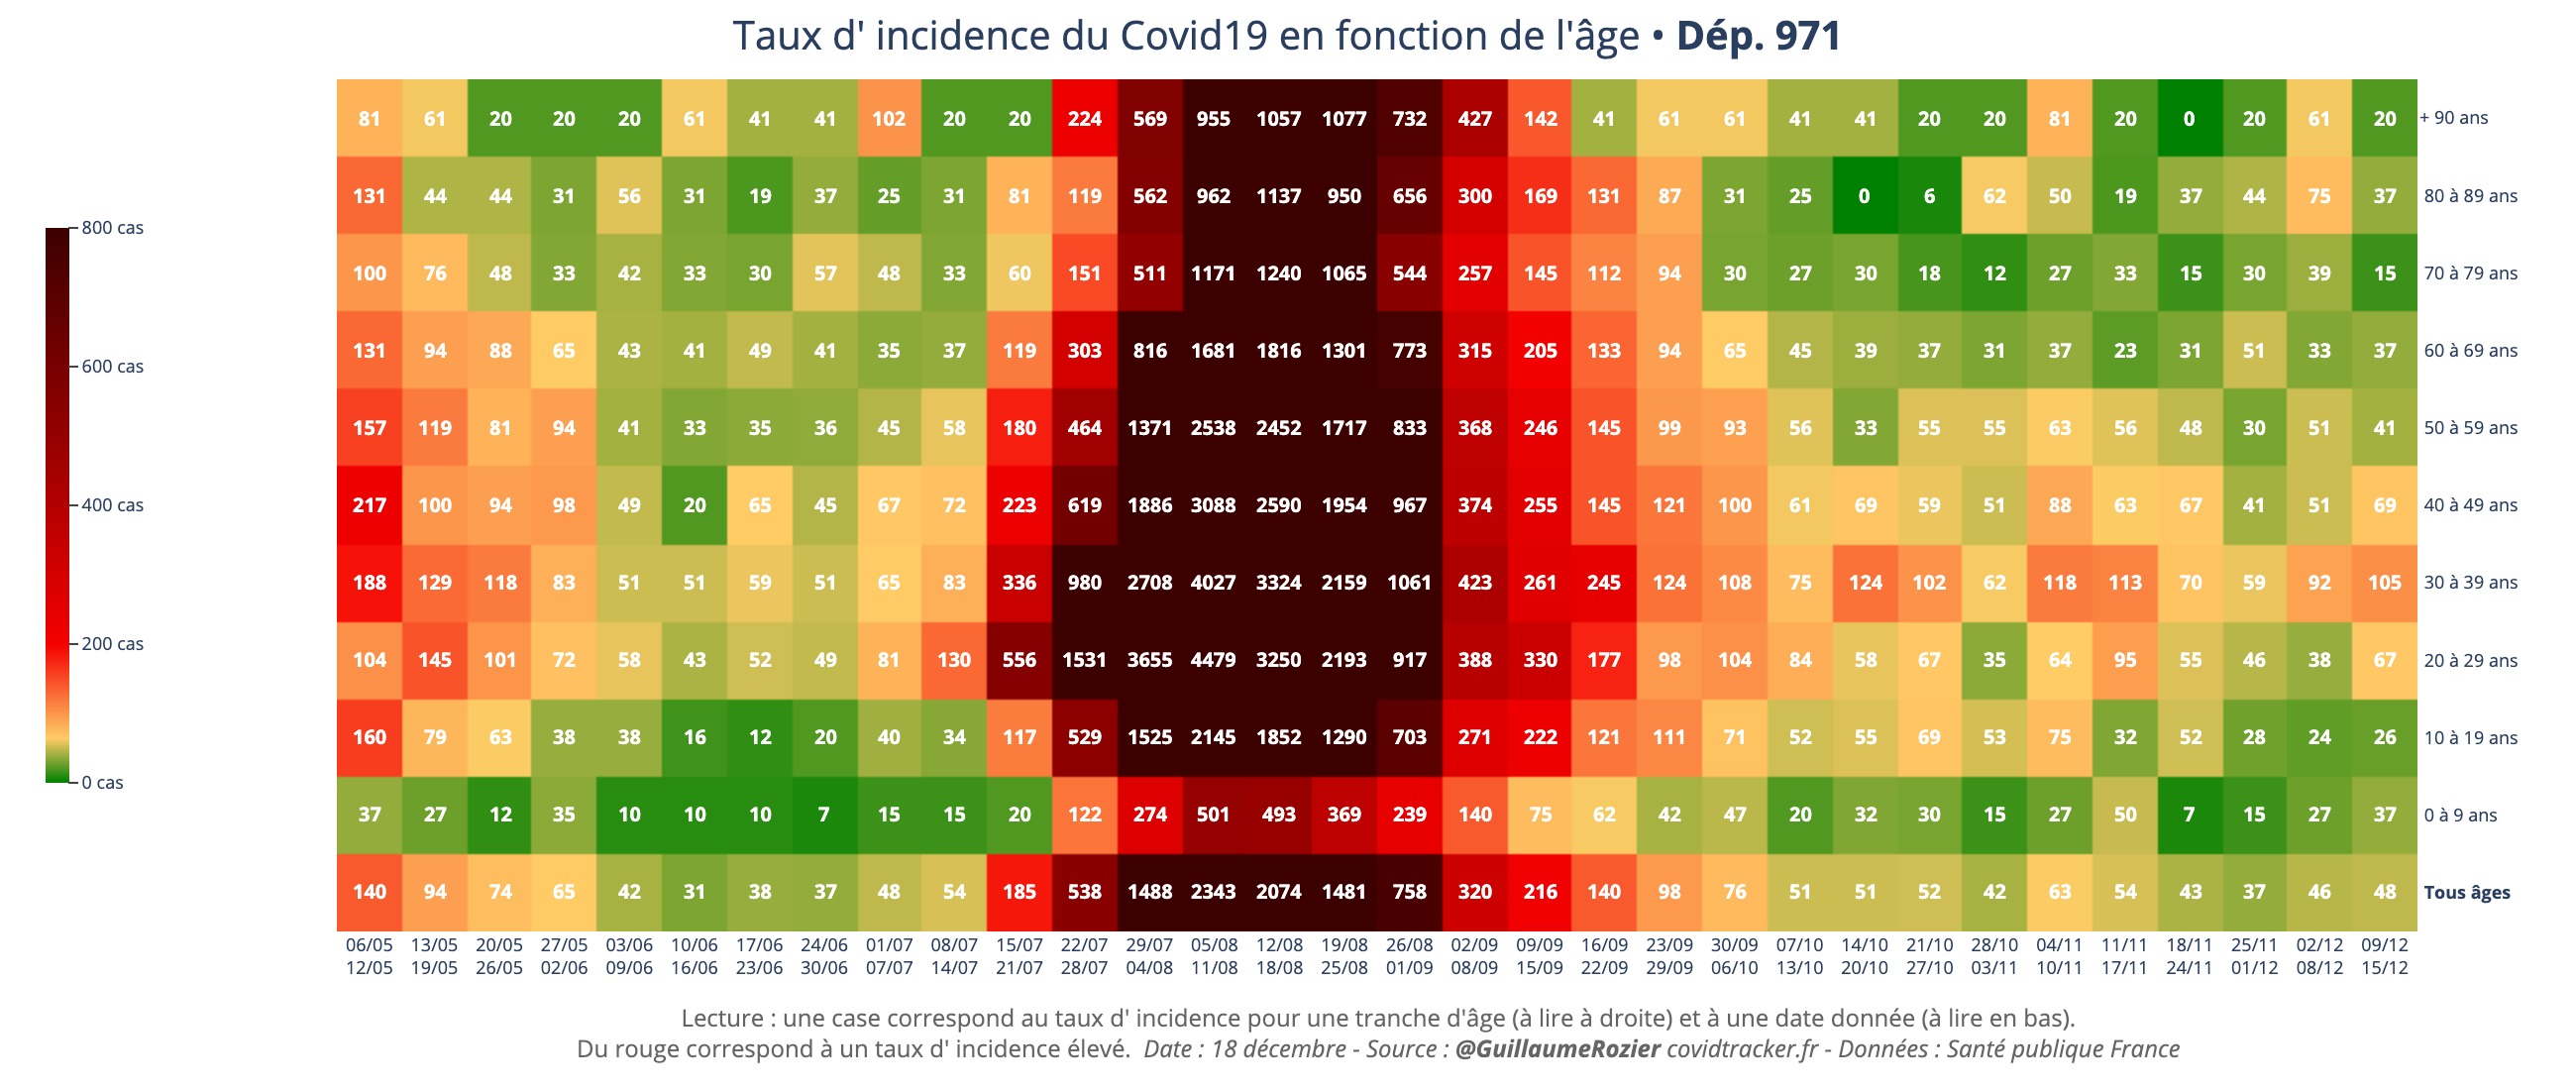 Taux d' incidence du Covid19 en fonction de l'âge • Dép. 971
81 61 20 20 20 61 41 41 102 20 20 224 569 955 1057 1077 732 427 142 41 61 61 41 41 20 20 81 20 0 20 61 20 + 90 ans
131 44 44 31 56 31 19 37 25 31 81 119 562 962 1137 950 656 300 169 131 87 31 25 0 6 62 50 19 37 44 75 37 80 à 89 ans
800 cas
100 76 48 33 42 33 30 57 48 33 60 151 511 1171 1240 1065 544 257 145 112 94 30 27 30 18 12 27 33 15 30 39 15 70 à 79 ans
131 94 88 65 43 41 49 41 35 37 119 303 816 1681 1816 1301 773 315 205 133 94 65 45 39 37 31 37 23 31 51 33 37 60 à 69 ans
600 cas
157 119 81 94 41 33 35 36 45 58 180 464 1371 2538 2452 1717 833 368 246 145 99 93 56 33 55 55 63 56 48 30 51 41 50 à 59 ans
400 cas
217 100 94 98 49 20 65 45 67 72 223 619 1886 3088 2590 1954 967 374 255 145 121 100 61 69 59 51 88 63 67 41 51 69 40 à 49 ans
188 129 118 83 51 51 59 51 65 83 336 980 2708 4027 3324 2159 1061 423 261 245 124 108 75 124 102 62 118 113 70 59 92 105 30 à 39 ans
200 cas
104 145 101 72 58 43 52 49 81 130 556 1531 3655 4479 3250 2193 917 388 330 177 98 104 84 58 67 35 64 95 55 46 38 67 20 à 29 ans
160 79 63 38 38 16 12 20 40 34 117 529 1525 2145 1852 1290 703 271 222 121 111 71 52 55 69 53 75 32 52 28 24 26 10 à 19 ans
0 cas
37 27 12 35 10 10 10 7 15 15 20 122 274 501 493 369 239 140 75 62 42 47 20 32 30 15 27 50 7 15 27 37 0 à 9 ans
140 94 74 65 42 31 38 37 48 54 185 538 1488 2343 2074 1481 758 320 216 140 98 76 51 51 52 42 63 54 43 37 46 48 Tous âges
06/05 13/05 20/05 27/05 03/06 10/06 17/06 24/06 01/07 08/07 15/07 22/07 29/07 05/08 12/08 19/08 26/08 02/09 09/09 16/09 23/09 30/09 07/10 14/10 21/10 28/10 04/11 11/11 18/11 25/11 02/12 09/12
12/05 19/05 26/05 02/06 09/06 16/06 23/06 30/06 07/07 14/07 21/07 28/07 04/08 11/08 18/08 25/08 01/09 08/09 15/09 22/09 29/09 06/10 13/10 20/10 27/10 03/11 10/11 17/11 24/11 01/12 08/12 15/12
Lecture : une case correspond au taux d' incidence pour une tranche d'âge (à lire à droite) et à une date donnée (à lire en bas).
Du rouge correspond à un taux d' incidence élevé. Date : 18 décembre - Source : @GuillaumeRozier covidtracker.fr - Données : Santé publique France